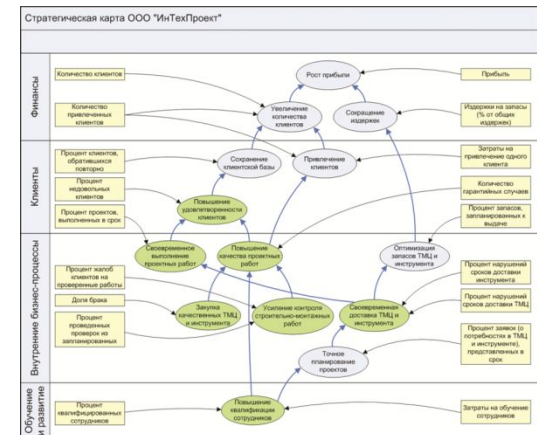 Стратегическая карта ООО "ИнТехПроект"
Финансы
Количество клиентов
Количество
привлеченных
клиентов
Рост прибыли
Увеличение
количества
клиентов
Сокращение
издержек
Прибыль
Издержки на запасы
(% от общих
издержек)
Клиенты
Процент клиентов,
обратившихся
повторно
Процент
недовольных
клиентов
Процент проектов,
выполненных в срок
Сохранение
клиентской базы
Привлечение
клиентов
Повышение
удовлетворенности
клиентов
Затраты на
привлечение одного
клиента
Количество
гарантийных случаев
Процент запасов,
запланированных к
выдаче
Внутренние бизнес-процессы
Своевременное
выполнение
проектных работ
Повышение
качества проектных
работ
Оптимизация
запасов ТМЦ и
инструмента
Процент жалоб
клиентов на
проверенные работы
Доля брака
Процент
проведенных
проверок из
запланированных
Закупка
качественных ТМЦ
и инструмента
Усиление контроля
строительно-монтажных
работ
Своевременная
доставка ТМЦ и
инструмента
Точное
планирование
проектов
Процент нарушений
сроков доставки
инструмента
Процент нарушений
сроков доставки ТМЦ
Процент заявок (о
потребностях в ТМЦ
и инструменте),
представленных в
срок
Обучение
и развитие
Процент
квалифицированных
сотрудников
Повышение
квалификации
сотрудников
Затраты на обучение
сотрудников